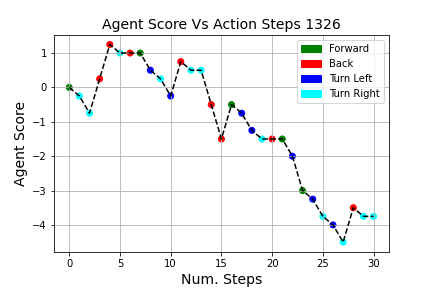 Agent Score Vs Action Steps 1326
Agent Score
1
0
−1
−2
−3
−4
Forward
Back
Turn Left
Turn Right
0 5 10 15 20 25 30
Num. Steps